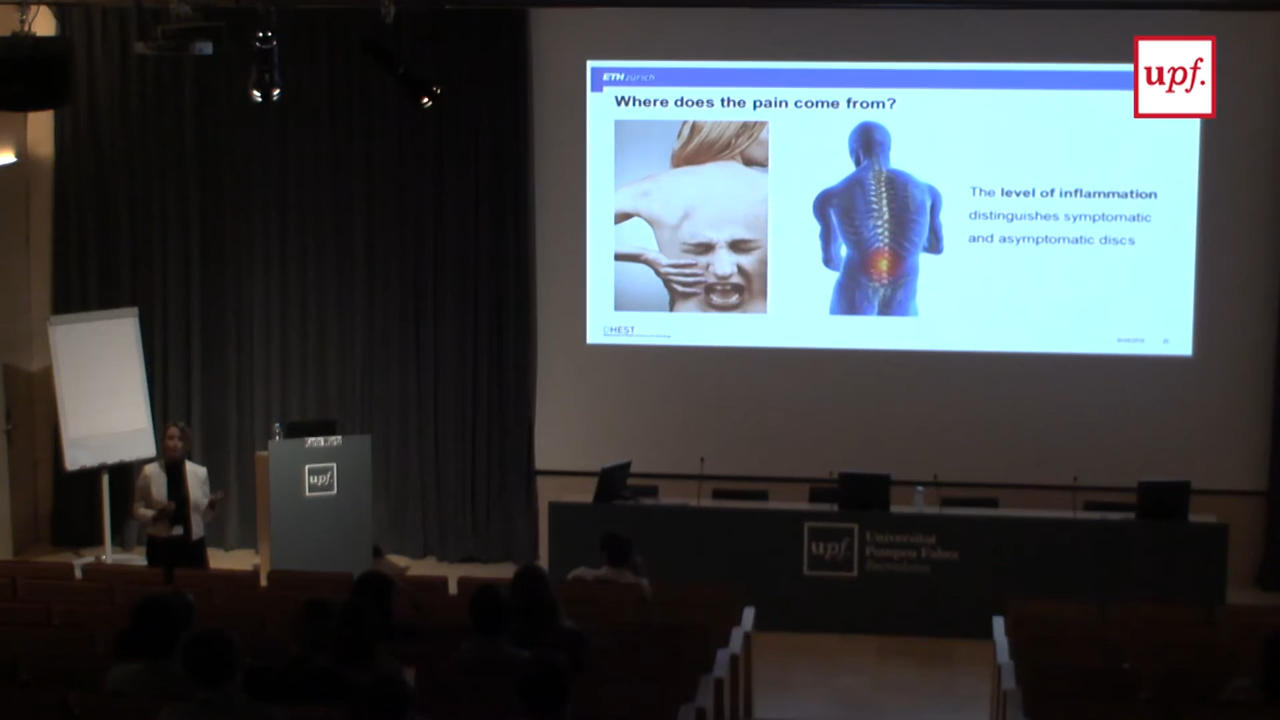 ETH zürich
upf.
Where does the pain come from?
The level of inflammation
distinguishes symptomatic
and asymptomatic discs
HEST
upf.
upf.
Universitat
Pompeu Fabra
Barcelona